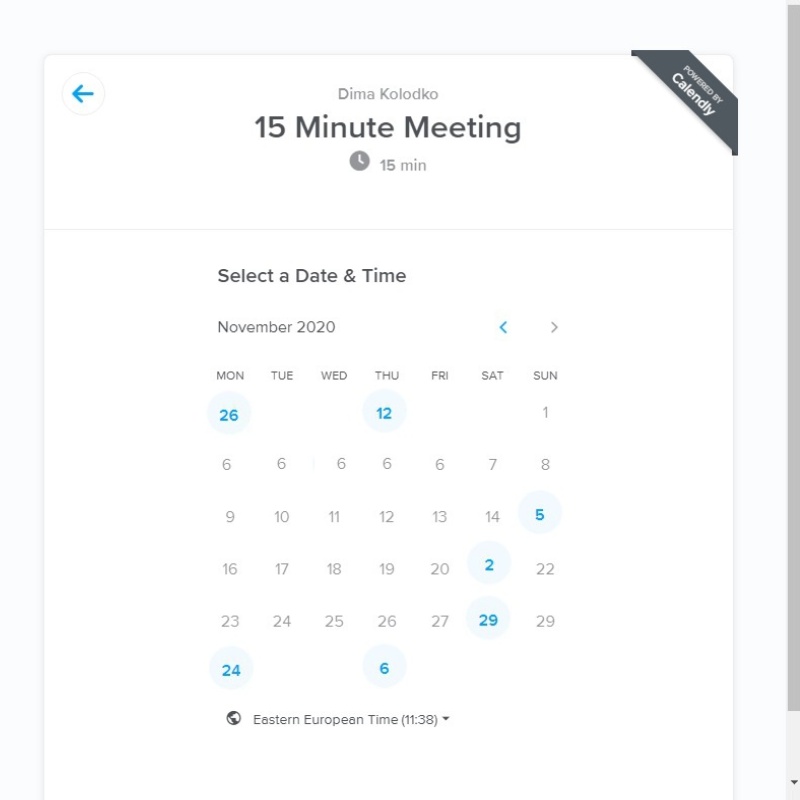 POWERED BY
Calendly
Dima Kolodko
15 Minute Meeting
15 min
Select a Date & Time
November 2020
MON TUE WED THU FRI SAT SUN
26 12 1
6 6 6 6 6 7 8
9 10 11 12 13 14 5
16 17 18 19 20 2 22
23 24 25 26 27 29 29
24 6
Eastern European Time (11:38)